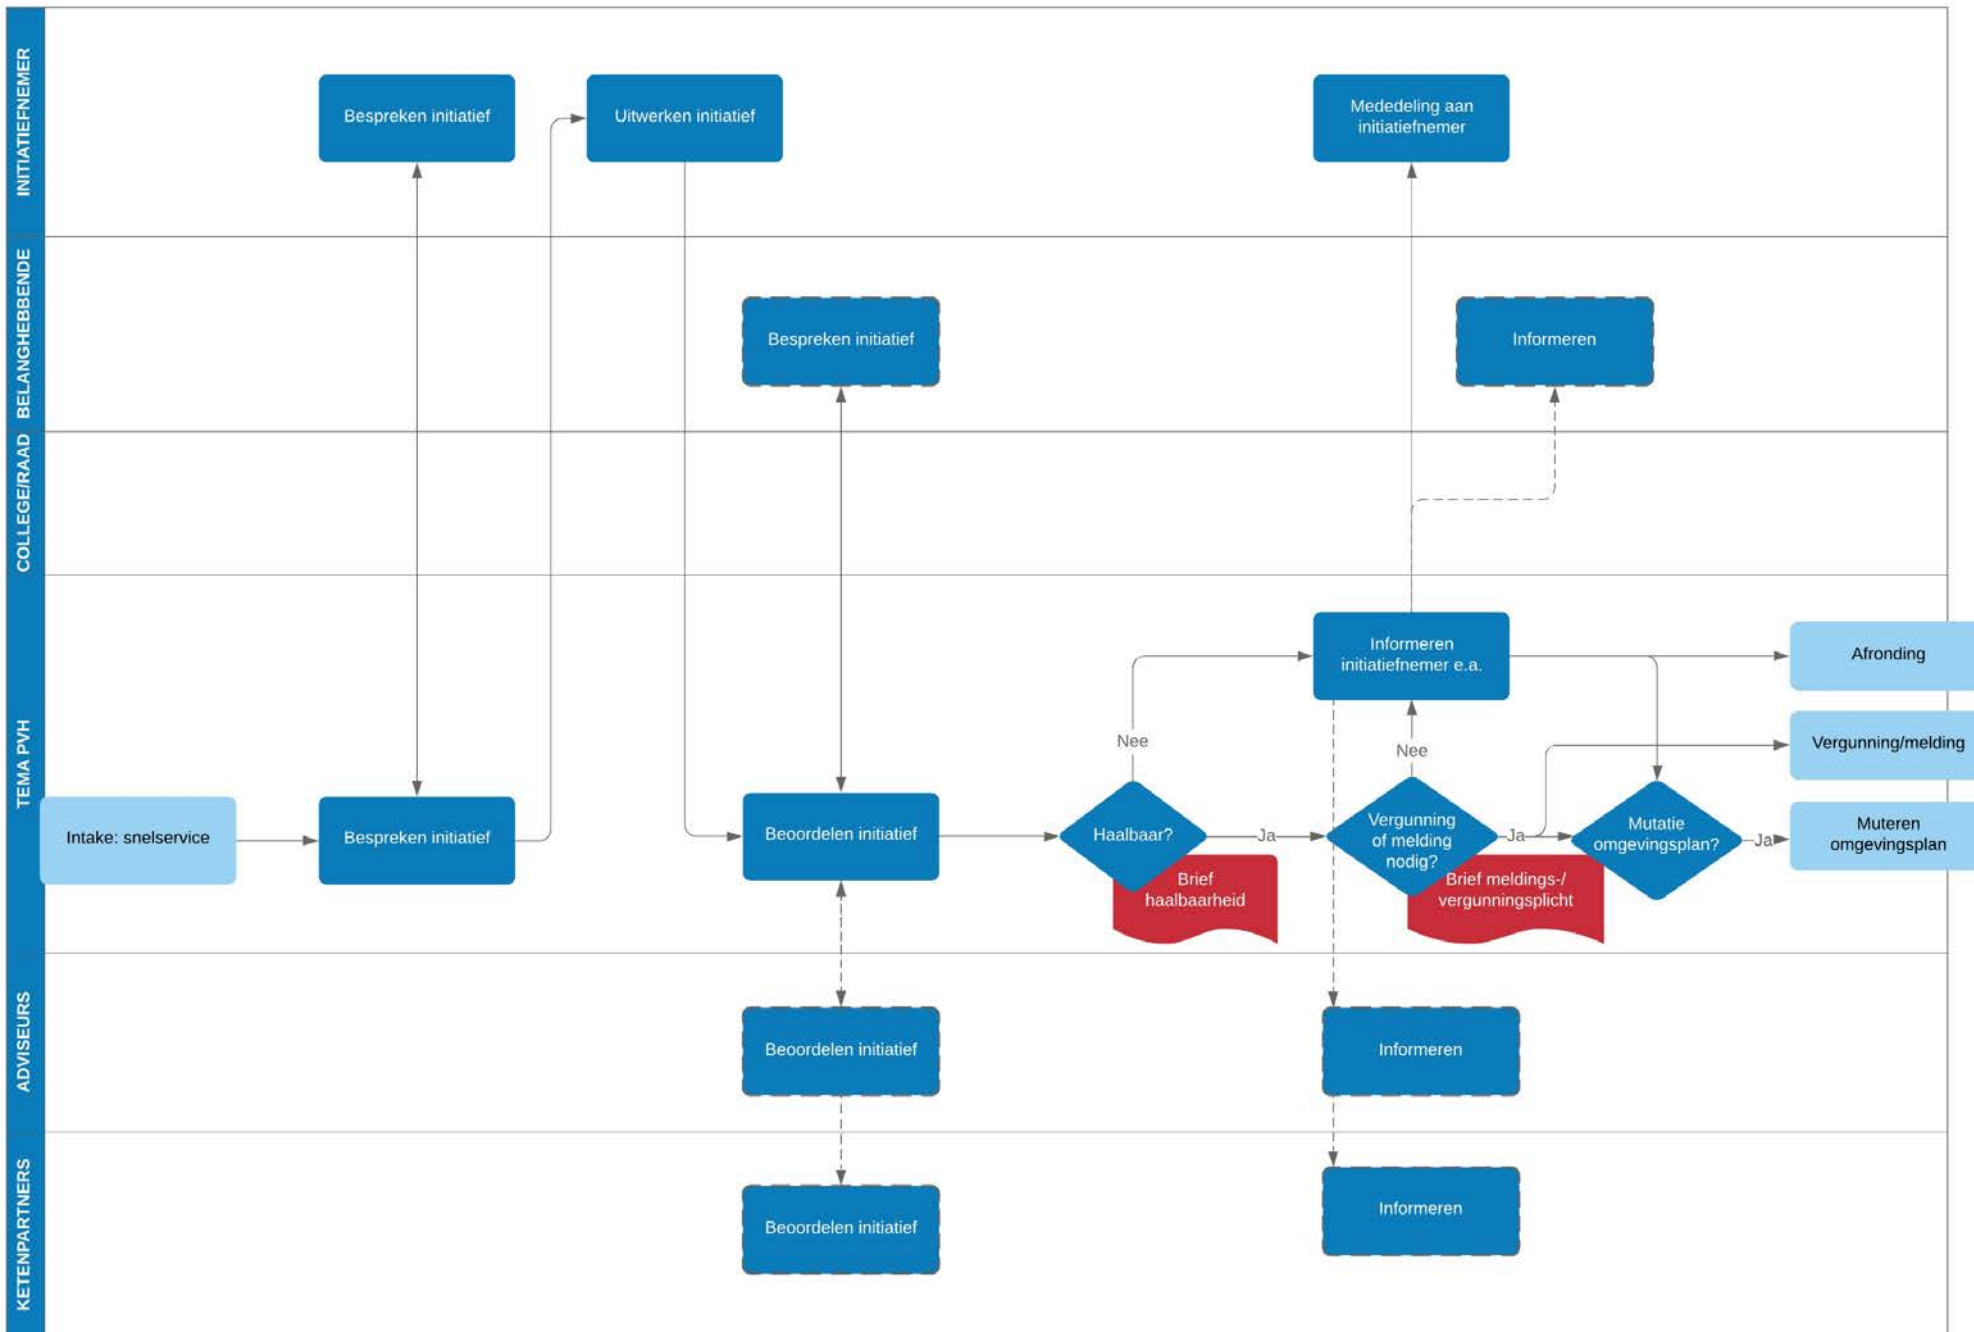 INITIATIEFNEMER
Bespreken initiatief
Uitwerken initiatief
Mededeling aan
initiatiefnemer
BELANGHEBBENDE
Bespreken initiatief
Informeren
COLLEGE/RAAD
TEMA PVH
Informeren
initiatiefnemer e.a.
Afronding
Nee
Nee
Vergunning/melding
Intake: snelservice
Bespreken initiatief
Beoordelen initiatief
Haalbaar?
Ja
Vergunning
of melding
nodig?
Ja
Mutatie
omgevingsplan?
Ja
Muteren
omgevingsplan
Brief
haalbaarheid
Brief meldings-/
vergunningsplicht
ADVISEURS
Beoordelen initiatief
Informeren
KETENPARTNERS
Beoordelen initiatief
Informeren